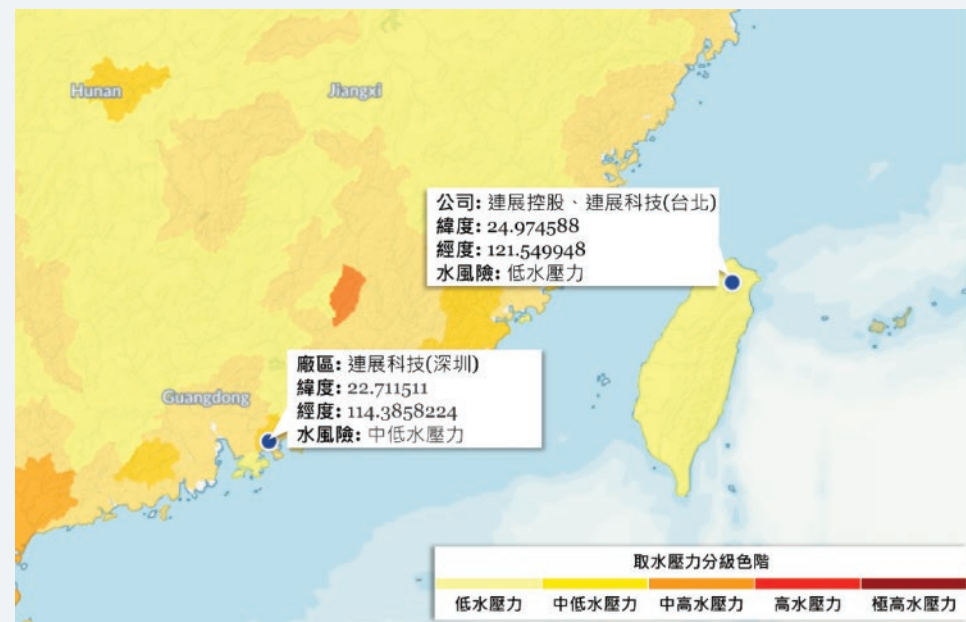 Hunan
Jiangxi
公司: 連展控股、連展科技(台北)
緯度: 24.974588
經度: 121.549948
水風險: 低水壓力
廠區: 連展科技(深圳)
緯度: 22.711511
經度: 114.3858224
水風險: 中低水壓力
Guangdong
取水壓力分級色階
低水壓力 中低水壓力 中高水壓力 高水壓力 極高水壓力